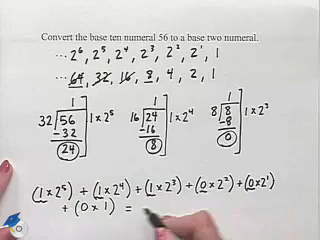 Convert the base ten numeral 56 to a base two numeral.
... 2⁶, 2⁵, 2⁴, 2³, 2², 2¹, 1
... 64, 32, 16, 8, 4, 2, 1
1 1 1
32 56 1 x 2⁵ 16 24 1 x 2⁴ 8 8 1 x 2³
-32 -16 -8
24 8 0
(1 x 2⁵) + (1 x 2⁴) + (1 x 2³) + (0 x 2²) + (0 x 2¹)
+ (0 x 1) =